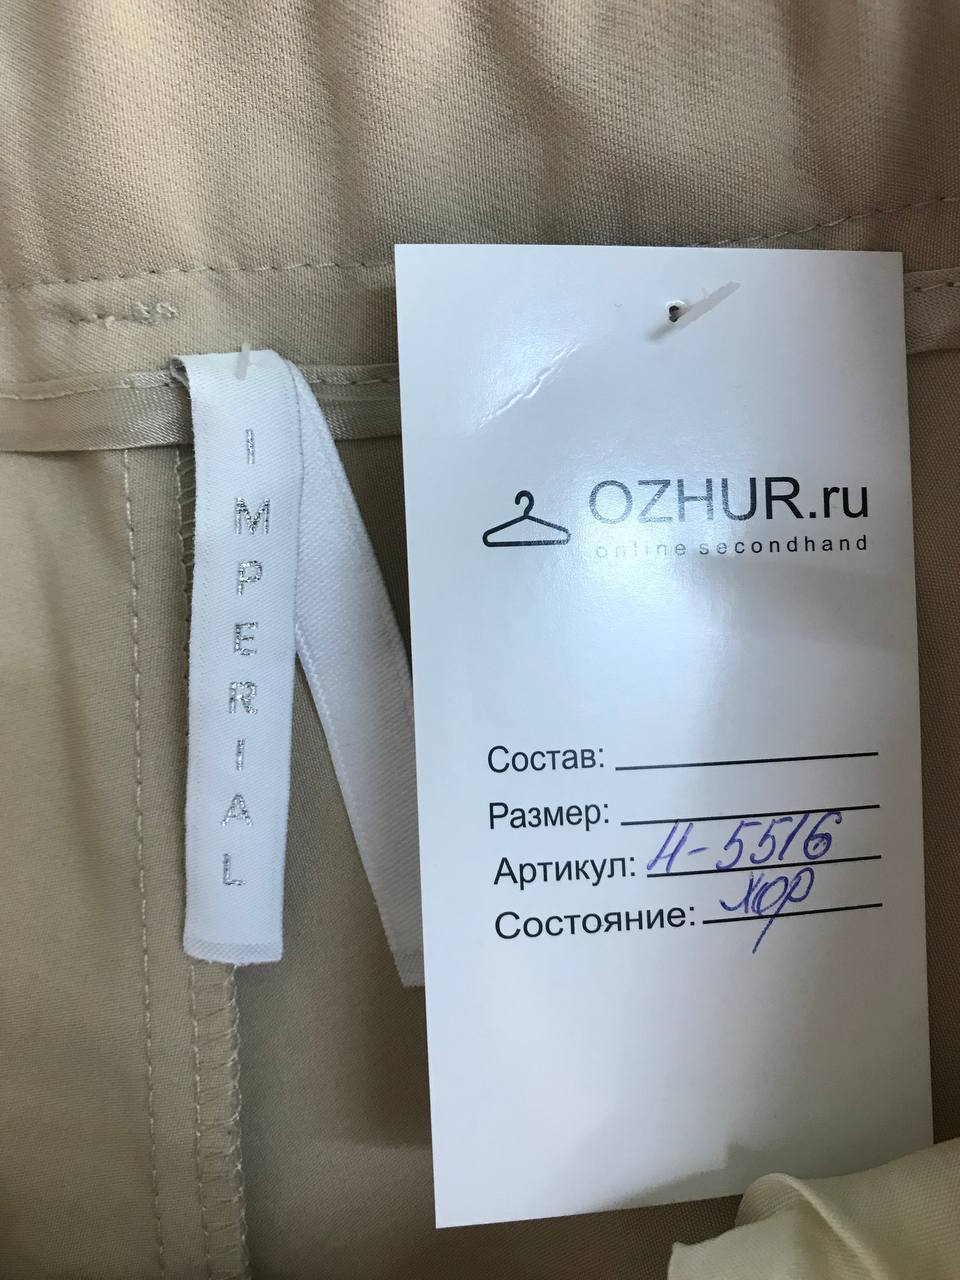 IMPERIAL
OZHUR.ru
online secondhand
Состав:
Размер:
Артикул: Н-5516
Состояние: хор